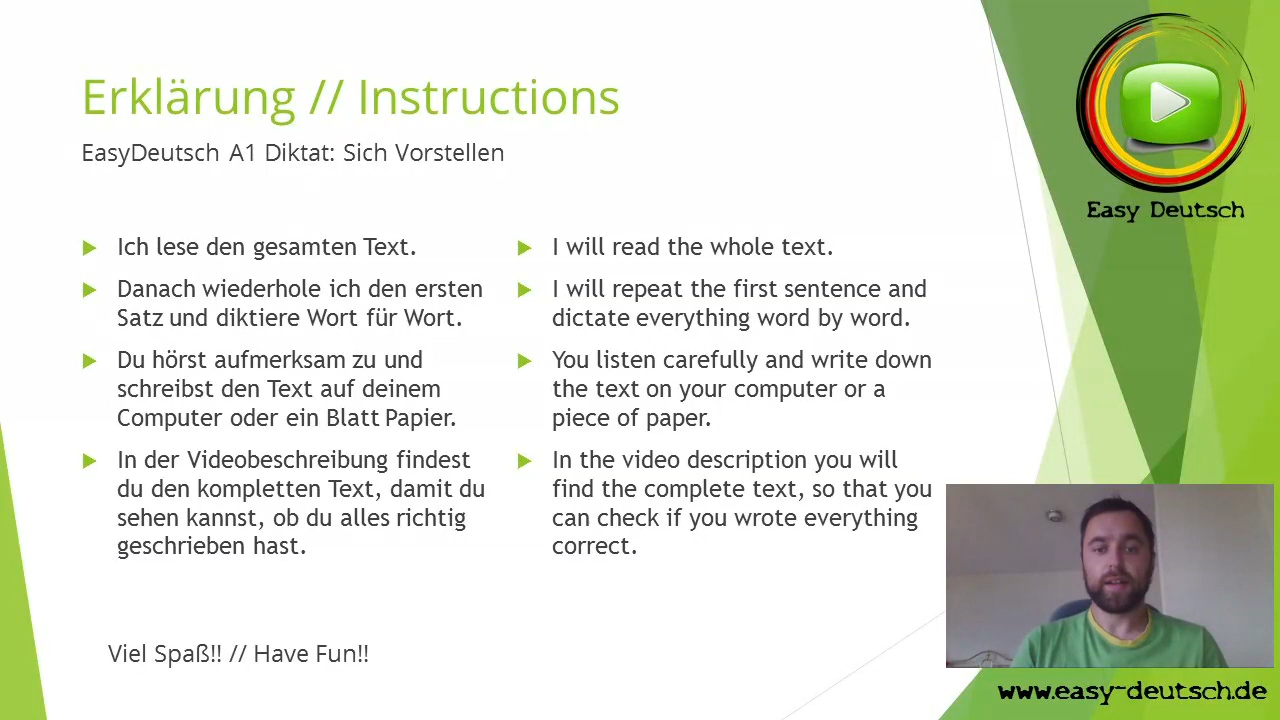 Erklärung // Instructions
EasyDeutsch A1 Diktat: Sich Vorstellen
Ich lese den gesamten Text.
Danach wiederhole ich den ersten
Satz und diktiere Wort für Wort.
Du hörst aufmerksam zu und
schreibst den Text auf deinem
Computer oder ein Blatt Papier.
In der Videobeschreibung findest
du den kompletten Text, damit du
sehen kannst, ob du alles richtig
geschrieben hast.
I will read the whole text.
I will repeat the first sentence and
dictate everything word by word.
You listen carefully and write down
the text on your computer or a
piece of paper.
In the video description you will
find the complete text, so that you
can check if you wrote everything
correct.
Viel Spaß!! // Have Fun!!
Easy Deutsch
www.easy-deutsch.de